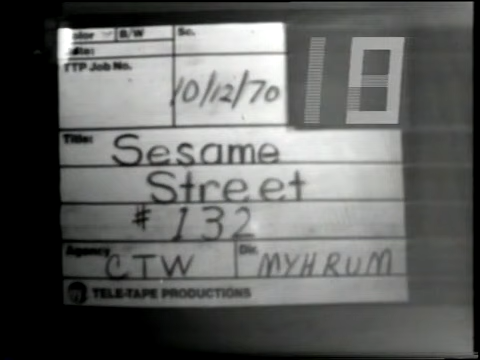 Color B/W Sc.
Date:
TTP Job No.
10/12/70
18
Title: Sesame
Street
# 132
Agency CTW Dir. MYHRUM
TELE-TAPE PRODUCTIONS